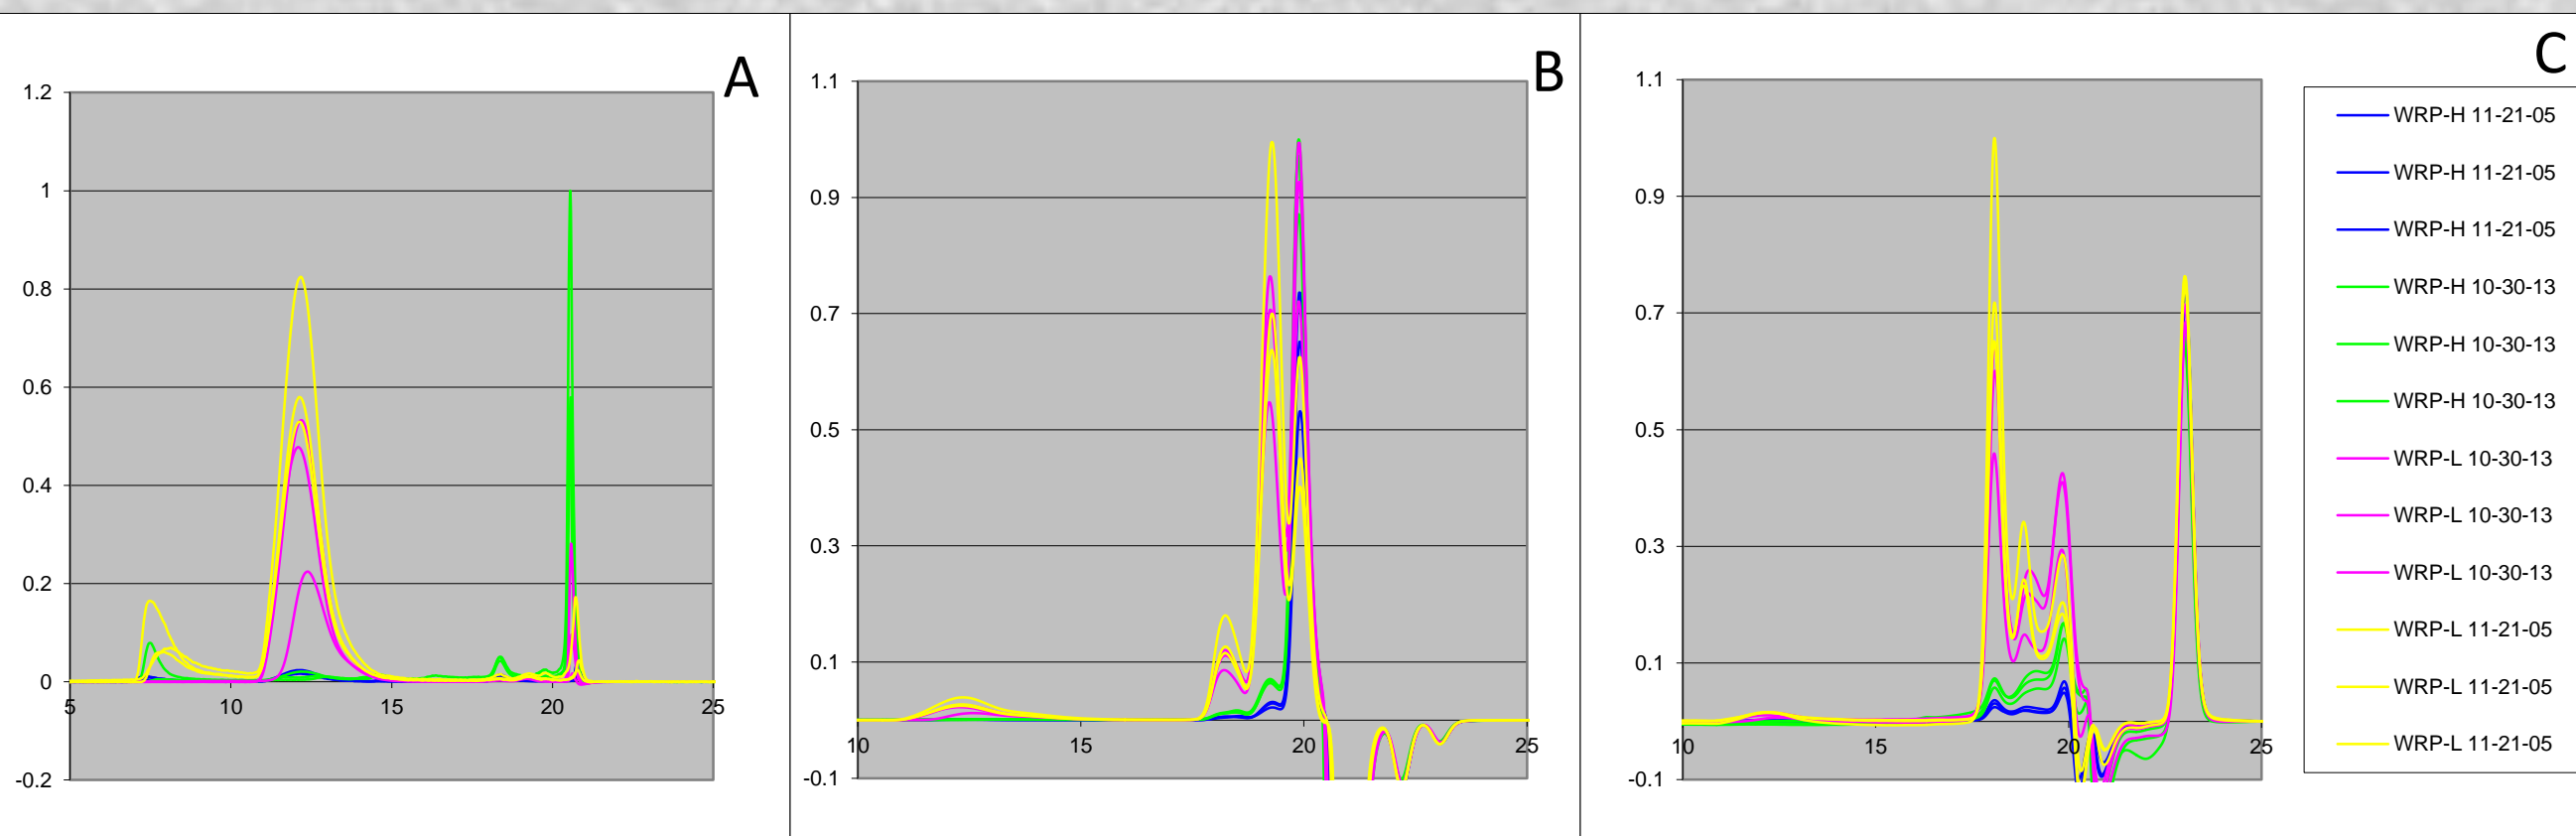 A
1.2
1
0.8
0.6
0.4
0.2
0
-0.2
5
10
15
20
25
B
1.1
0.9
0.7
0.5
0.3
0.1
-0.1
10
15
20
25
C
1.1
0.9
0.7
0.5
0.3
0.1
-0.1
10
15
20
25
WRP-H 11-21-05
WRP-H 11-21-05
WRP-H 11-21-05
WRP-H 10-30-13
WRP-H 10-30-13
WRP-H 10-30-13
WRP-L 10-30-13
WRP-L 10-30-13
WRP-L 10-30-13
WRP-L 11-21-05
WRP-L 11-21-05
WRP-L 11-21-05